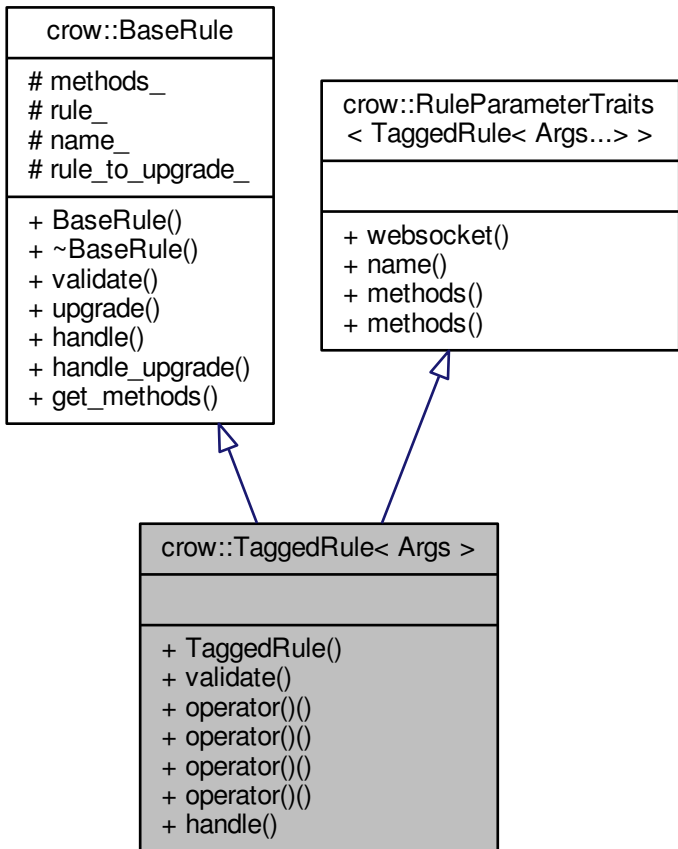 crow::BaseRule
# methods_
# rule_
# name_
# rule_to_upgrade_
+ BaseRule()
+ ~BaseRule()
+ validate()
+ upgrade()
+ handle()
+ handle_upgrade()
+ get_methods()
crow::RuleParameterTraits
< TaggedRule< Args...> >
+ websocket()
+ name()
+ methods()
+ methods()
crow::TaggedRule< Args >
+ TaggedRule()
+ validate()
+ operator()()
+ operator()()
+ operator()()
+ operator()()
+ handle()